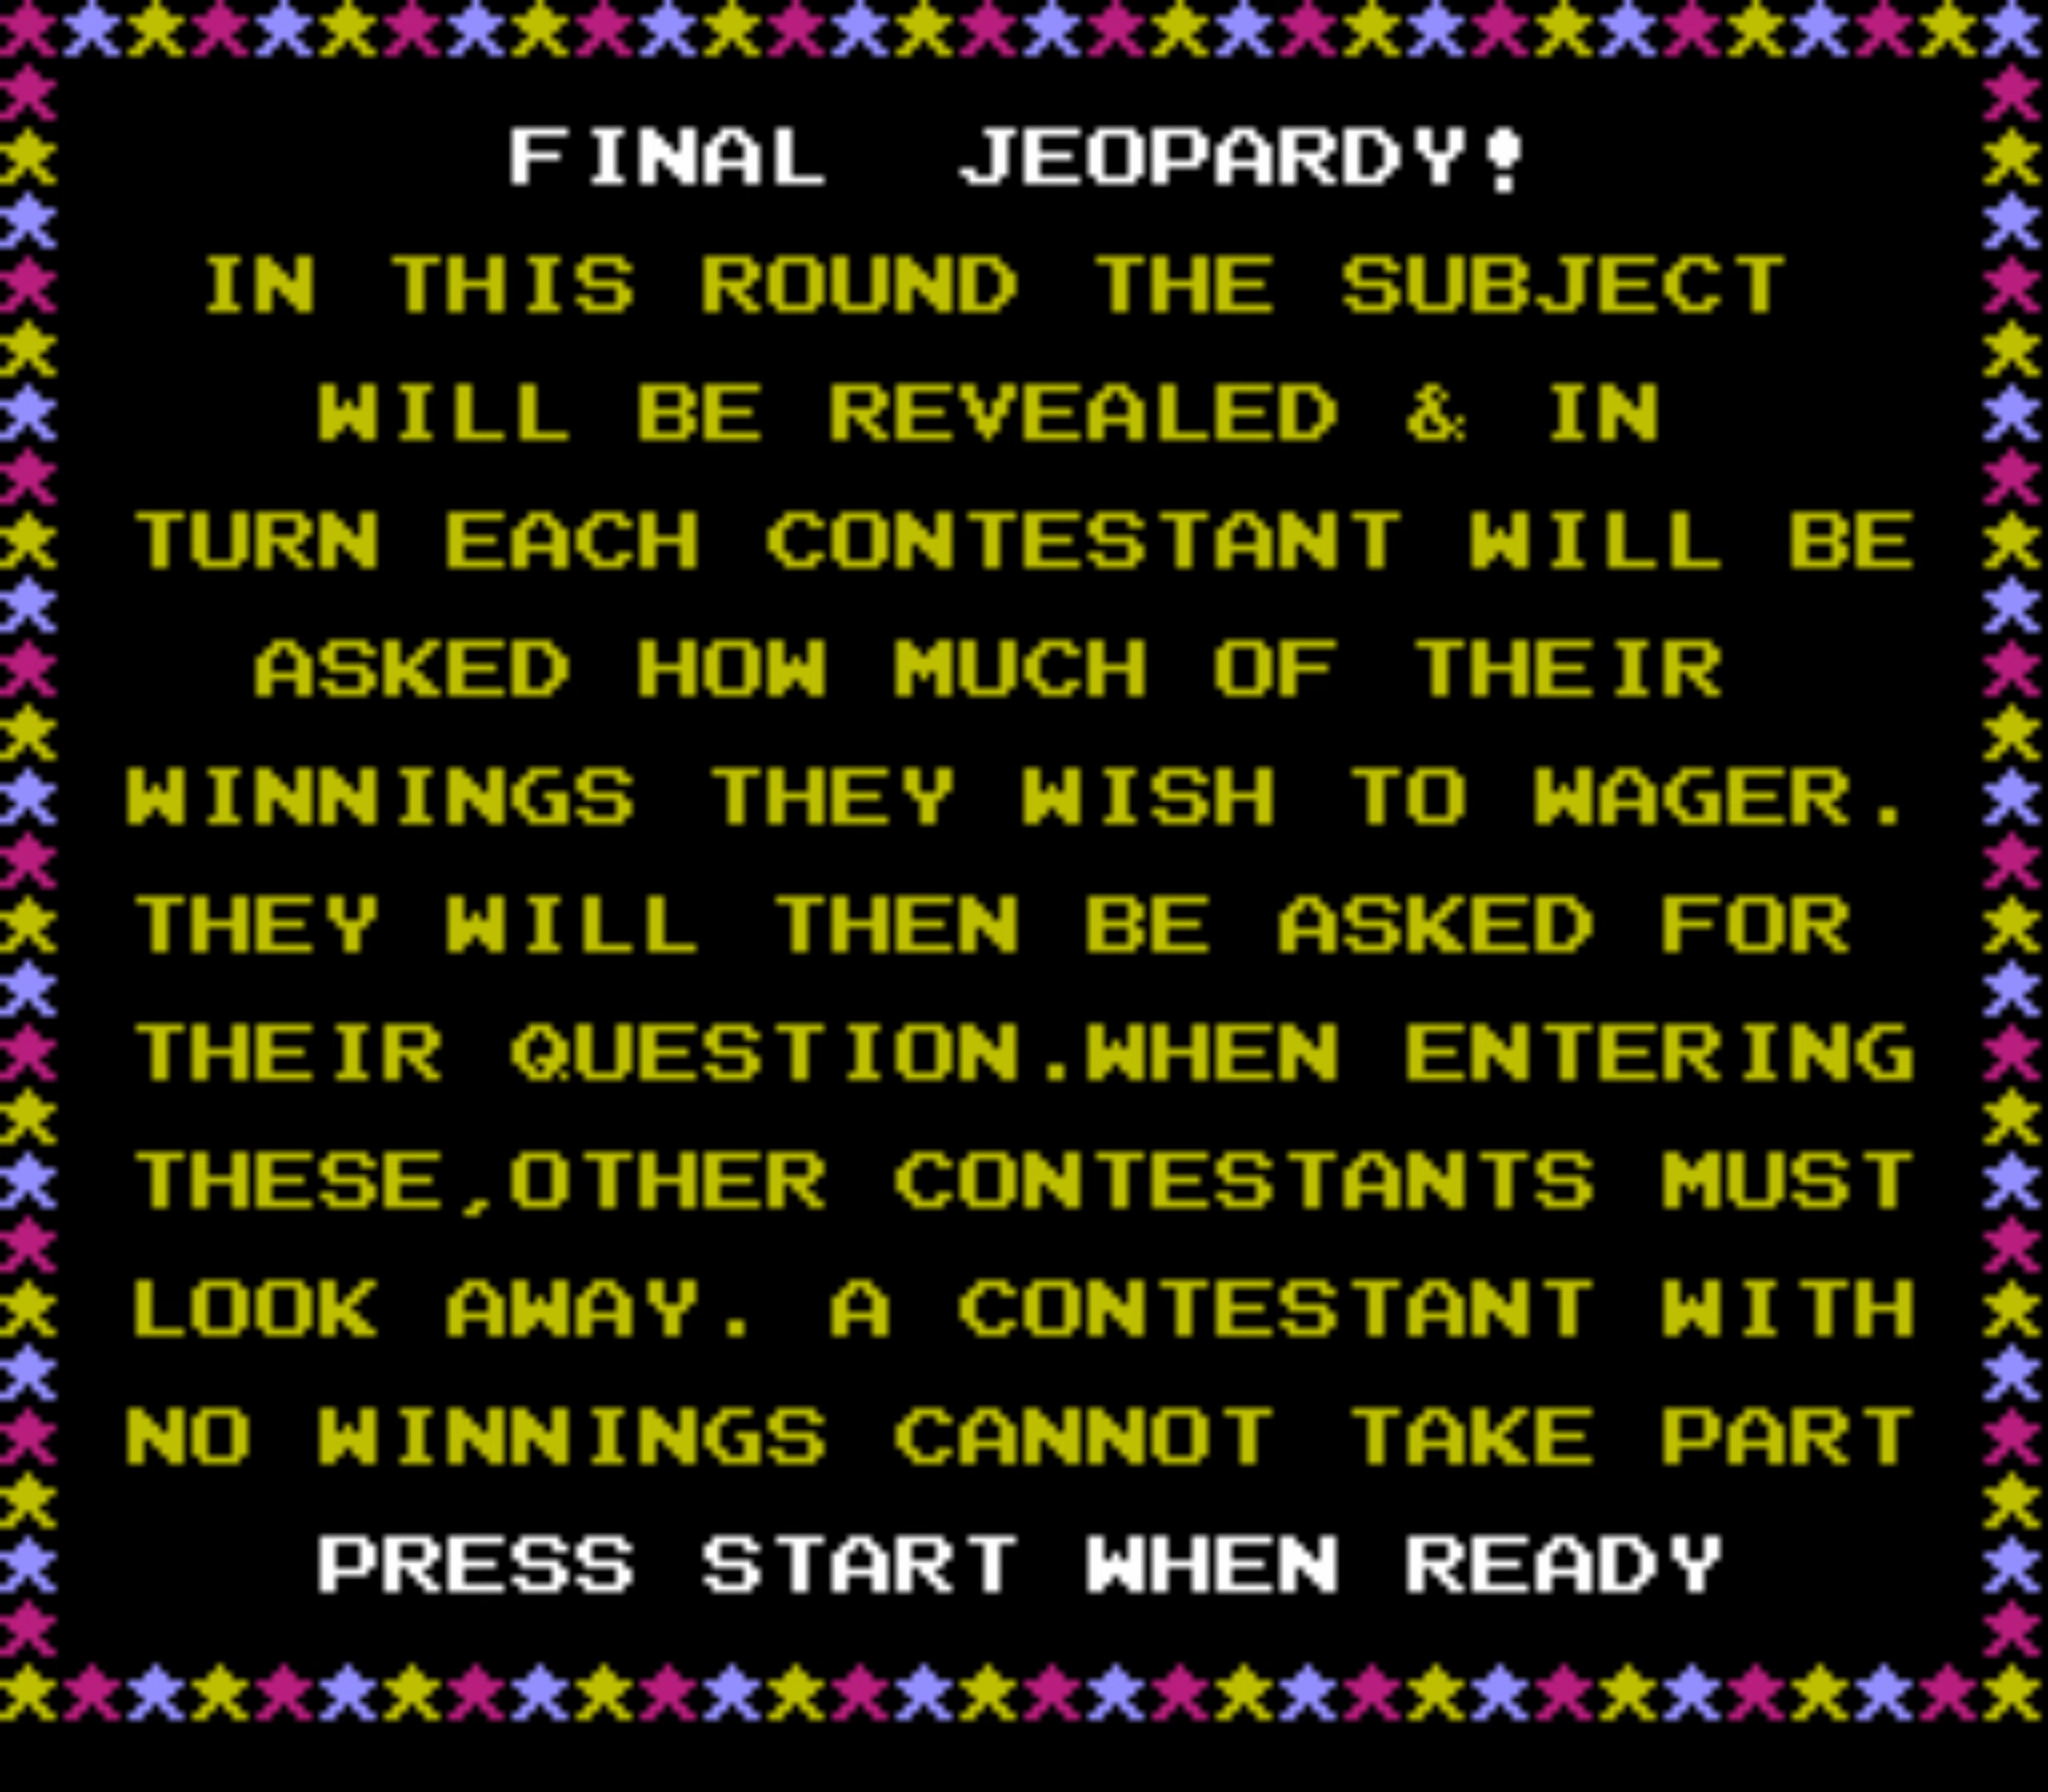 FINAL JEOPARDY!
IN THIS ROUND THE SUBJECT
WILL BE REVEALED & IN
TURN EACH CONTESTANT WILL BE
ASKED HOW MUCH OF THEIR
WINNINGS THEY WISH TO WAGER.
THEY WILL THEN BE ASKED FOR
THEIR QUESTION.WHEN ENTERING
THESE,OTHER CONTESTANTS MUST
LOOK AWAY. A CONTESTANT WITH
NO WINNINGS CANNOT TAKE PART
PRESS START WHEN READY